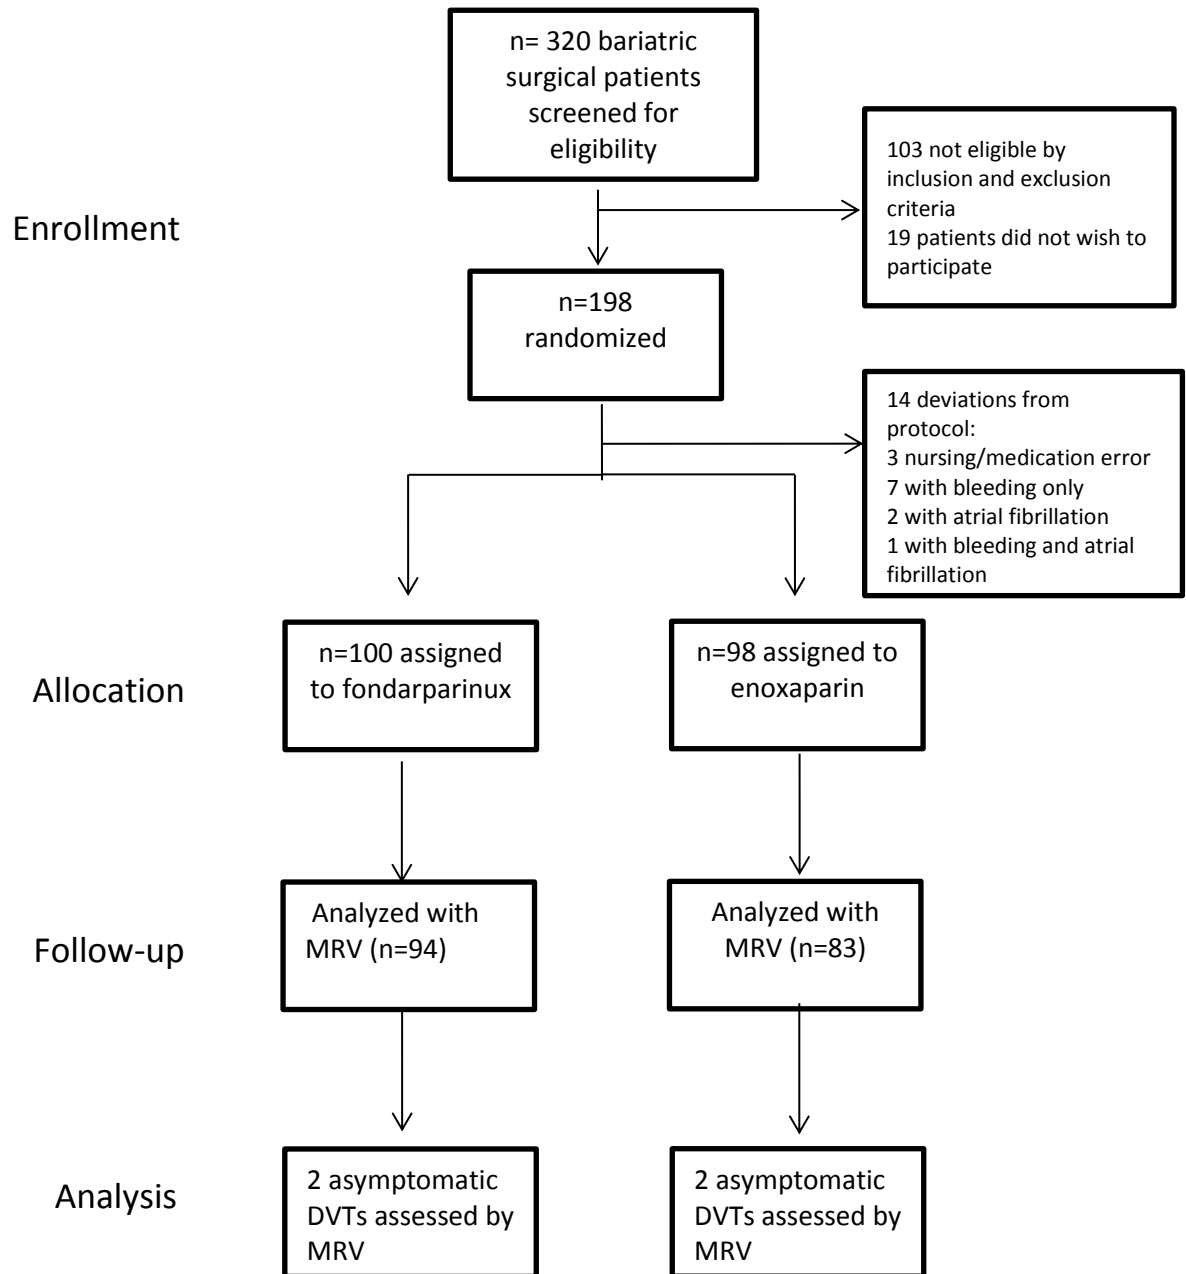 n= 320 bariatric
surgical patients
screened for
eligibility
103 not eligible by
inclusion and exclusion
criteria
19 patients did not wish to
participate
Enrollment
n=198
randomized
14 deviations from
protocol:
3 nursing/medication error
7 with bleeding only
2 with atrial fibrillation
1 with bleeding and atrial
fibrillation
Allocation
n=100 assigned
to fondarparinux
n=98 assigned to
enoxaparin
Follow-up
Analyzed with
MRV (n=94)
Analyzed with
MRV (n=83)
Analysis
2 asymptomatic
DVTs assessed by
MRV
2 asymptomatic
DVTs assessed by
MRV